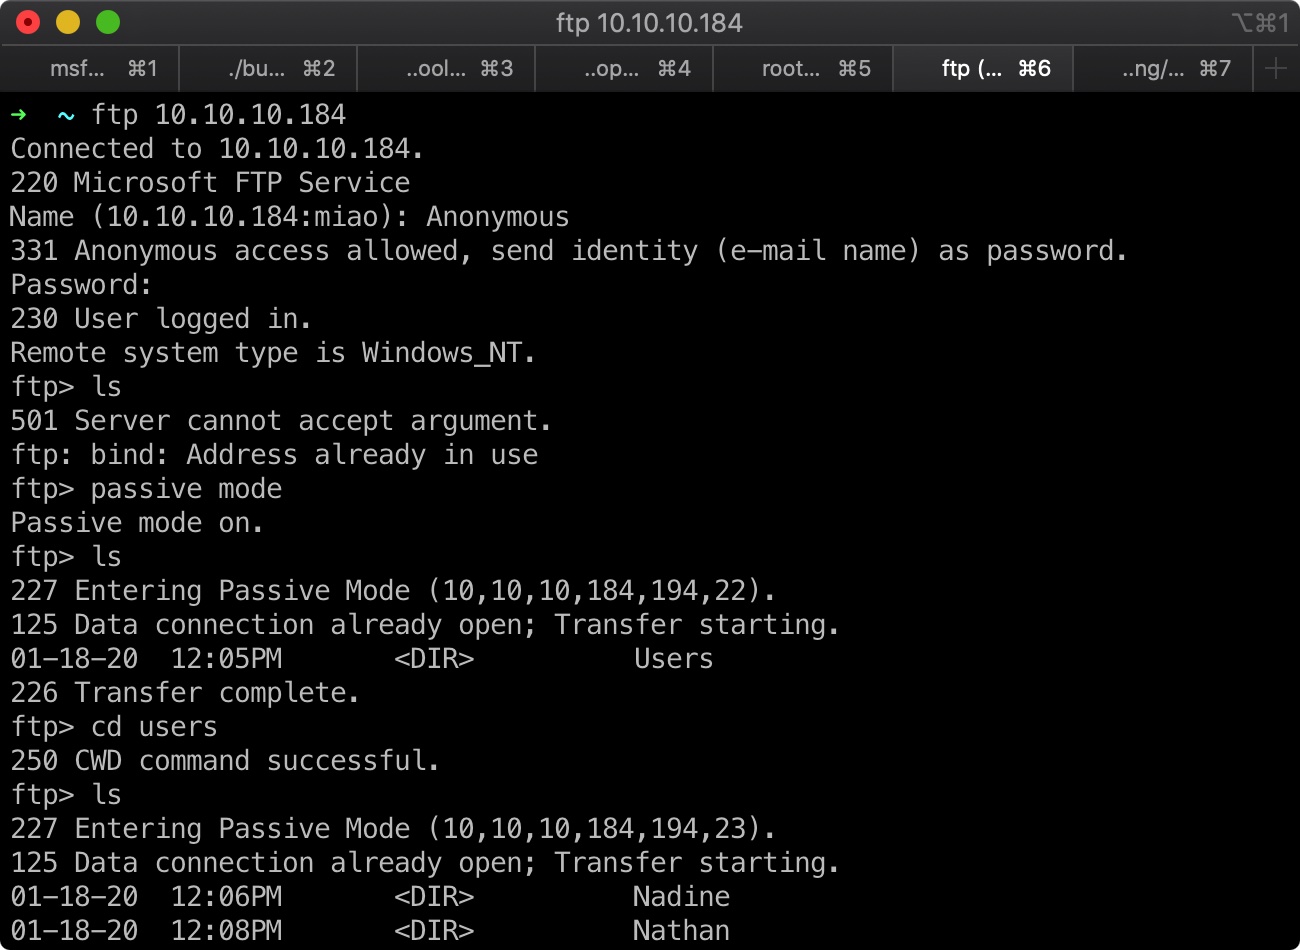 ftp 10.10.10.184
⌥⌘1
msf... ⌘1 ./bu... ⌘2 ..ool... ⌘3 ..op... ⌘4 root... ⌘5 ftp (... ⌘6 ..ng/... ⌘7 +
➜ ~ ftp 10.10.10.184
Connected to 10.10.10.184.
220 Microsoft FTP Service
Name (10.10.10.184:miao): Anonymous
331 Anonymous access allowed, send identity (e-mail name) as password.
Password:
230 User logged in.
Remote system type is Windows_NT.
ftp> ls
501 Server cannot accept argument.
ftp: bind: Address already in use
ftp> passive mode
Passive mode on.
ftp> ls
227 Entering Passive Mode (10,10,10,184,194,22).
125 Data connection already open; Transfer starting.
01-18-20  12:05PM       <DIR>          Users
226 Transfer complete.
ftp> cd users
250 CWD command successful.
ftp> ls
227 Entering Passive Mode (10,10,10,184,194,23).
125 Data connection already open; Transfer starting.
01-18-20  12:06PM       <DIR>          Nadine
01-18-20  12:08PM       <DIR>          Nathan